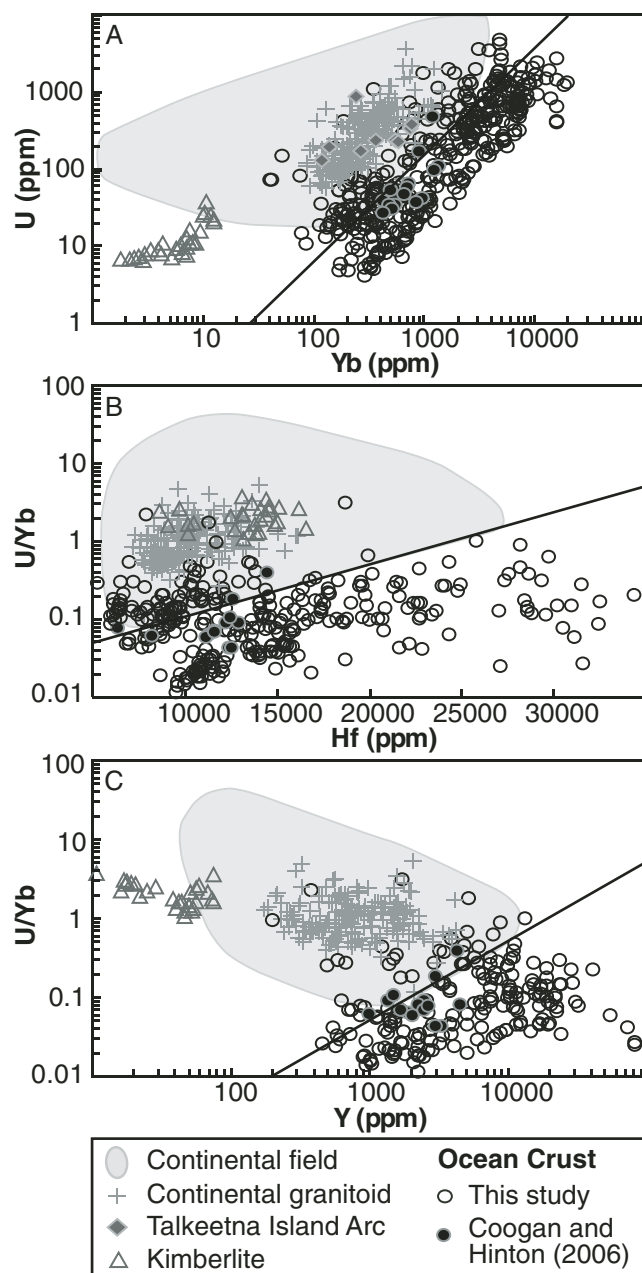 A
1000
100
10
1
U (ppm)
10 100 1000 10000
Yb (ppm)
B
100
10
1
0.1
0.01
U/Yb
10000 15000 20000 25000 30000
Hf (ppm)
C
100
10
1
0.1
0.01
U/Yb
100 1000 10000
Y (ppm)
Continental field
Continental granitoid
Talkeetna Island Arc
Kimberlite
Ocean Crust
This study
Coogan and
Hinton (2006)